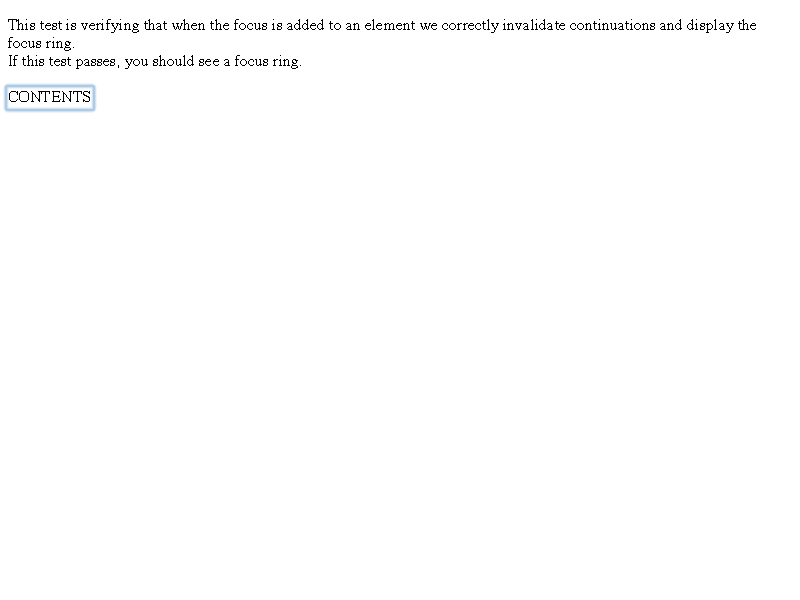 This test is verifying that when the focus is added to an element we correctly invalidate continuations and display the
focus ring.
If this test passes, you should see a focus ring.
CONTENTS